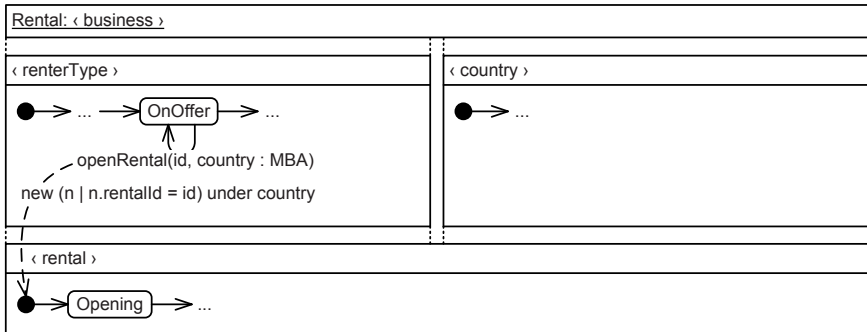 Rental: ‹ business ›
‹ renterType ›
‹ country ›
... OnOffer ...
...
openRental(id, country : MBA)
new (n | n.rentalId = id) under country
‹ rental ›
Opening ...